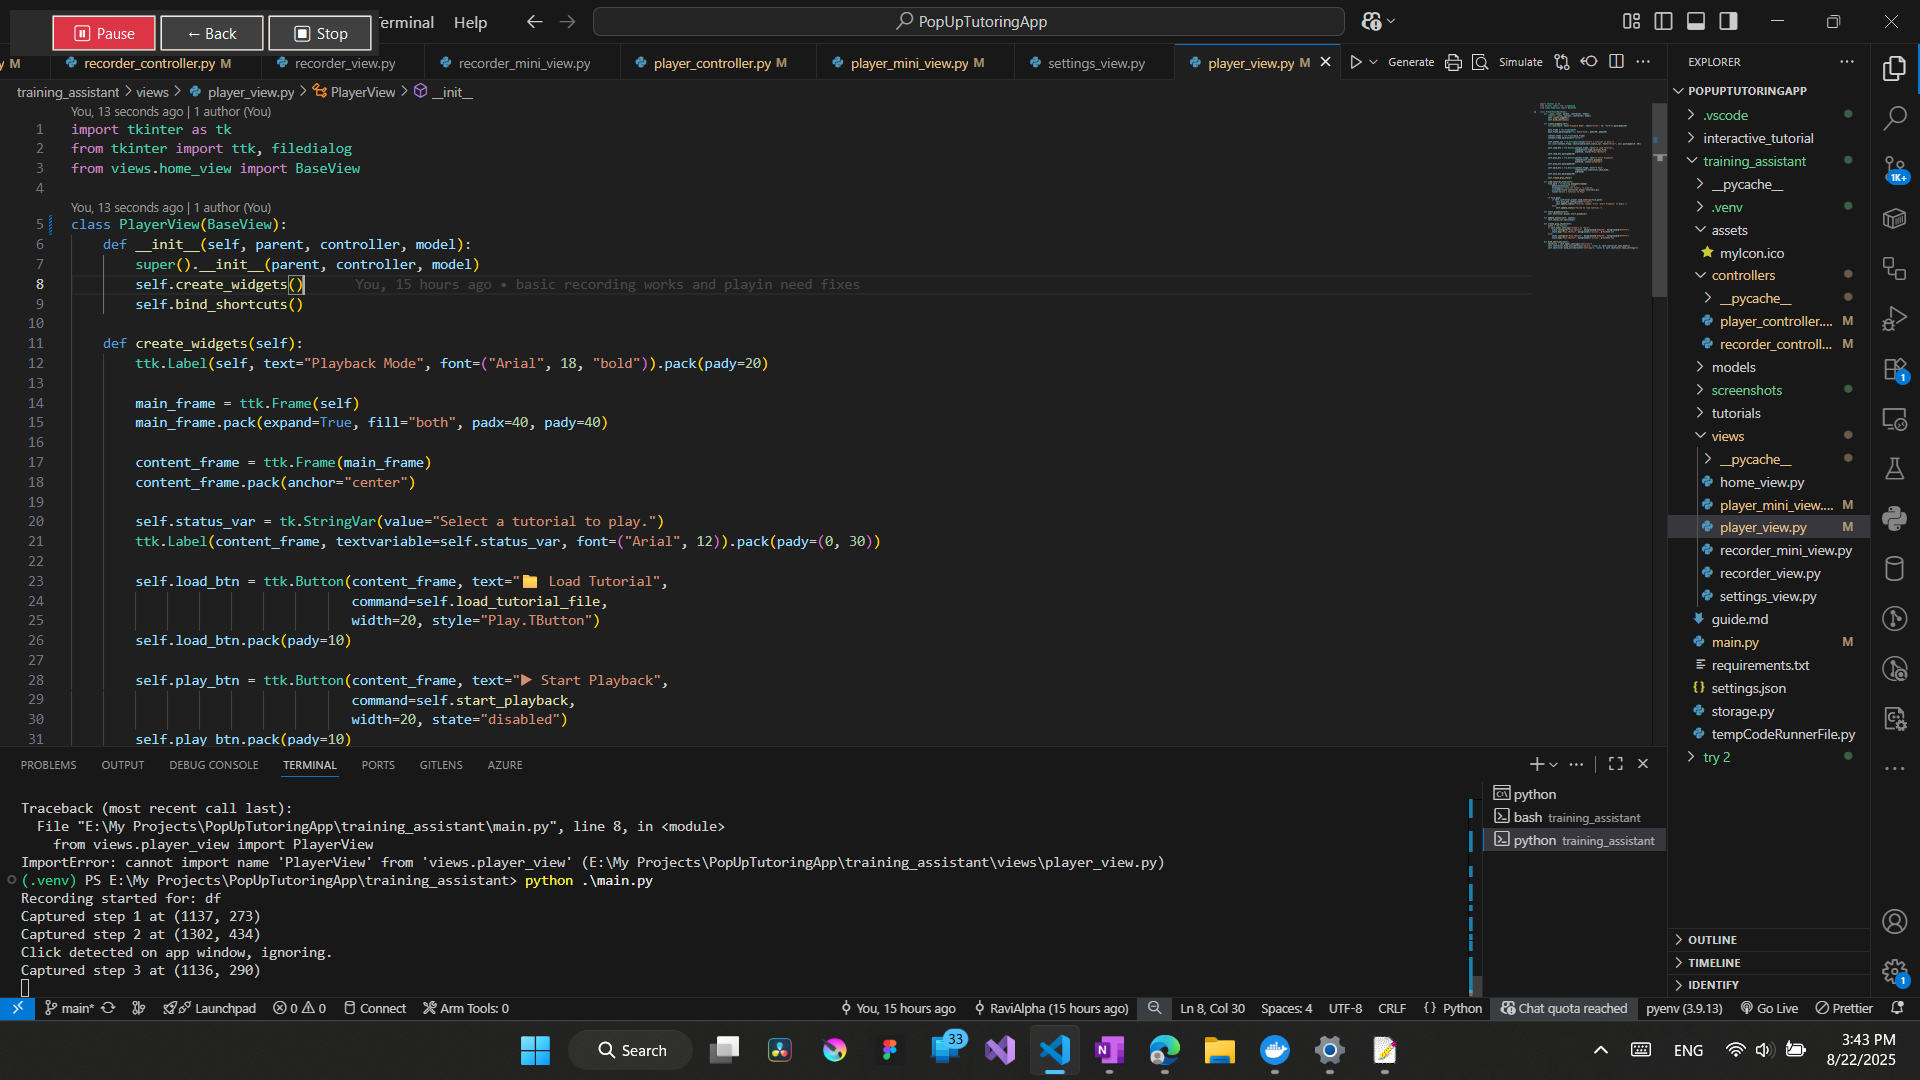 Pause
← Back
Stop
Terminal
Help
PopUpTutoringApp
M
recorder_controller.py M
recorder_view.py
recorder_mini_view.py
player_controller.py M
player_mini_view.py M
settings_view.py
player_view.py M
Generate
Simulate
training_assistant > views > player_view.py > PlayerView > __init__
You, 13 seconds ago | 1 author (You)
1 import tkinter as tk
2 from tkinter import ttk, filedialog
3 from views.home_view import BaseView
4
You, 13 seconds ago | 1 author (You)
5 class PlayerView(BaseView):
6 def __init__(self, parent, controller, model):
7 super().__init__(parent, controller, model)
8 self.create_widgets() You, 15 hours ago • basic recording works and playin need fixes
9 self.bind_shortcuts()
10
11 def create_widgets(self):
12 ttk.Label(self, text="Playback Mode", font=("Arial", 18, "bold")).pack(pady=20)
13
14 main_frame = ttk.Frame(self)
15 main_frame.pack(expand=True, fill="both", padx=40, pady=40)
16
17 content_frame = ttk.Frame(main_frame)
18 content_frame.pack(anchor="center")
19
20 self.status_var = tk.StringVar(value="Select a tutorial to play.")
21 ttk.Label(content_frame, textvariable=self.status_var, font=("Arial", 12)).pack(pady=(0, 30))
22
23 self.load_btn = ttk.Button(content_frame, text="📁 Load Tutorial",
24 command=self.load_tutorial_file,
25 width=20, style="Play.TButton")
26 self.load_btn.pack(pady=10)
27
28 self.play_btn = ttk.Button(content_frame, text="▶ Start Playback",
29 command=self.start_playback,
30 width=20, state="disabled")
31 self.play_btn.pack(pady=10)
EXPLORER
POPUPTUTORINGAPP
.vscode
interactive_tutorial
training_assistant
__pycache__
.venv
assets
myIcon.ico
controllers
__pycache__
player_controller.... M
recorder_controll... M
models
screenshots
tutorials
views
__pycache__
home_view.py
player_mini_view.... M
player_view.py M
recorder_mini_view.py
recorder_view.py
settings_view.py
guide.md
main.py M
requirements.txt
settings.json
storage.py
tempCodeRunnerFile.py
try 2
OUTLINE
TIMELINE
IDENTIFY
1K+
1
1
PROBLEMS
OUTPUT
DEBUG CONSOLE
TERMINAL
PORTS
GITLENS
AZURE
Traceback (most recent call last):
File "E:\My Projects\PopUpTutoringApp\training_assistant\main.py", line 8, in <module>
from views.player_view import PlayerView
ImportError: cannot import name 'PlayerView' from 'views.player_view' (E:\My Projects\PopUpTutoringApp\training_assistant\views\player_view.py)
(.venv) PS E:\My Projects\PopUpTutoringApp\training_assistant> python .\main.py
Recording started for: df
Captured step 1 at (1137, 273)
Captured step 2 at (1302, 434)
Click detected on app window, ignoring.
Captured step 3 at (1136, 290)
python
bash training_assistant
python training_assistant
main*
Launchpad
0 0
Connect
Arm Tools: 0
You, 15 hours ago
RaviAlpha (15 hours ago)
Ln 8, Col 30
Spaces: 4
UTF-8
CRLF
{} Python
Chat quota reached
pyenv (3.9.13)
Go Live
Prettier
Search
33
ENG
3:43 PM
8/22/2025